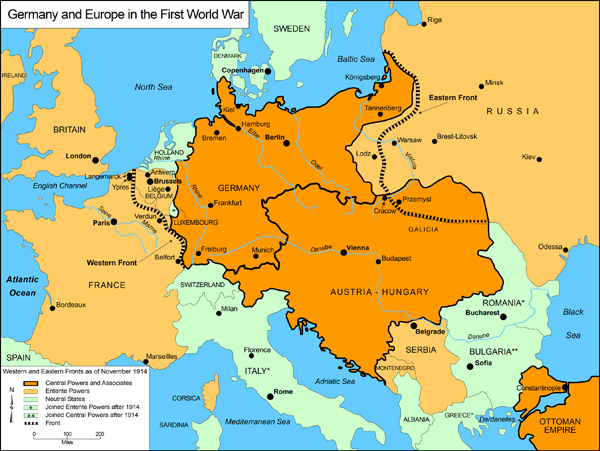 Germany and Europe in the First World War
Riga
SWEDEN
DENMARK
Baltic Sea
Copenhagen
North Sea
Königsberg
Minsk
IRELAND
Kiel
Tannenberg
Eastern Front
RUSSIA
BRITAIN
Hamburg
Bremen
Elbe
Berlin
HOLLAND
Rhine
Warsaw
Brest-Litovsk
London
Oder
Vistula
Lodz
Langemarck
Antwerp
Kiev
English Channel
Ypres
Brussels
Liège
BELGIUM
GERMANY
Rhine
Przemysl
Cracow
Frankfurt
Seine
Verdun
LUXEMBOURG
GALICIA
Paris
Marne
Danube
Vienna
Odessa
Western Front
Freiburg
Munich
Budapest
Belfort
Atlantic
Ocean
FRANCE
SWITZERLAND
AUSTRIA - HUNGARY
ROMANIA*
Bordeaux
Milan
Bucharest
Black
Sea
Belgrade
Danube
SPAIN
Marseilles
Florence
SERBIA
BULGARIA**
Sofia
Western and Eastern Fronts as of November 1914
ITALY*
Adriatic Sea
MONTENEGRO
N
S
Central Powers and Associates
Entente Powers
Neutral States
* Joined Entente Powers after 1914
** Joined Central Powers after 1914
Front
CORSICA
Rome
Constantinople
ALBANIA
GREECE*
Dardanelles
OTTOMAN
EMPIRE
SARDINIA
Mediterranean Sea
0 100 200
Miles